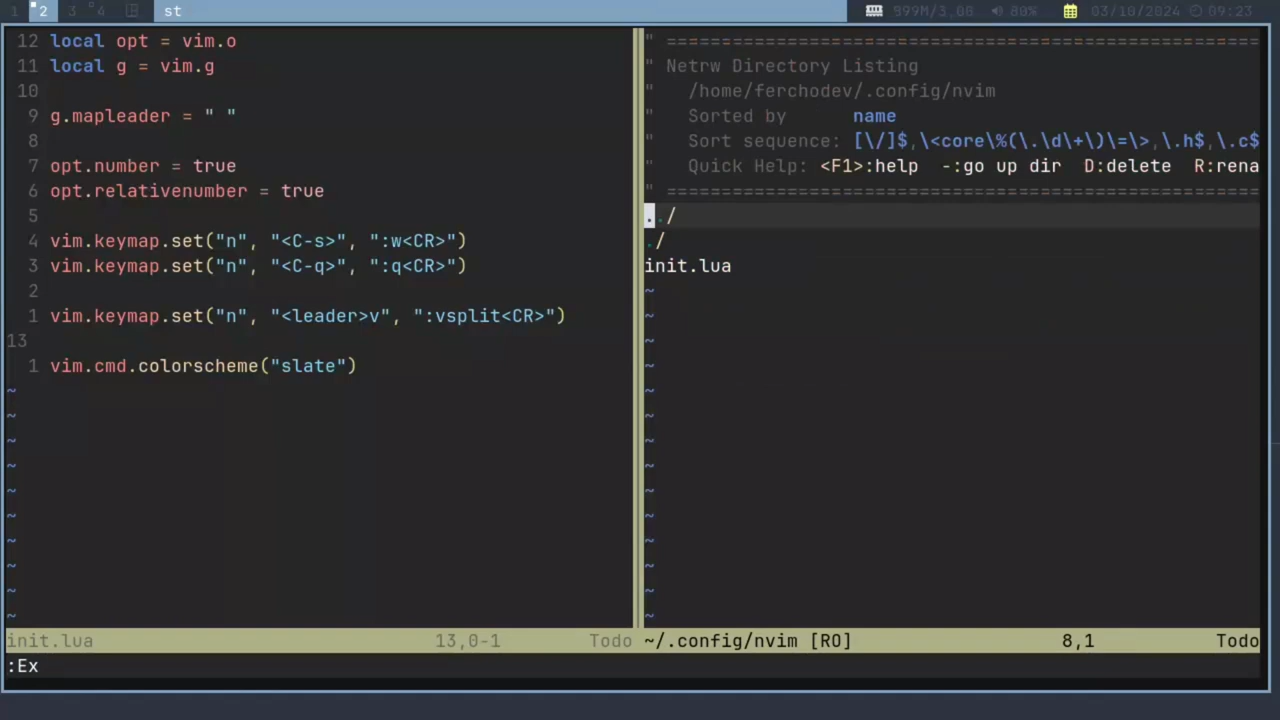 1 2 3 4 st 999M/3,00 80% 03/10/2024 09:23
12 local opt = vim.o
11 local g = vim.g
10
9 g.mapleader = " "
8
7 opt.number = true
6 opt.relativenumber = true
5
4 vim.keymap.set("n", "<C-s>", ":w<CR>")
3 vim.keymap.set("n", "<C-q>", ":q<CR>")
2
1 vim.keymap.set("n", "<leader>v", ":vsplit<CR>")
13
1 vim.cmd.colorscheme("slate")
~
~
~
~
~
~
~
~
~
~
init.lua 13,0-1 Todo
" ======================================================
" Netrw Directory Listing
" /home/ferchodev/.config/nvim
" Sorted by name
" Sort sequence: [\/]$,\<core\%(\.\d\+\)\=\>,\.h$,\.c$
" Quick Help: <F1>:help -:go up dir D:delete R:rena
" ======================================================
../
./
init.lua
~
~
~
~
~
~
~
~
~
~
~
~
~
~
~/.config/nvim [RO] 8,1 Todo
:Ex